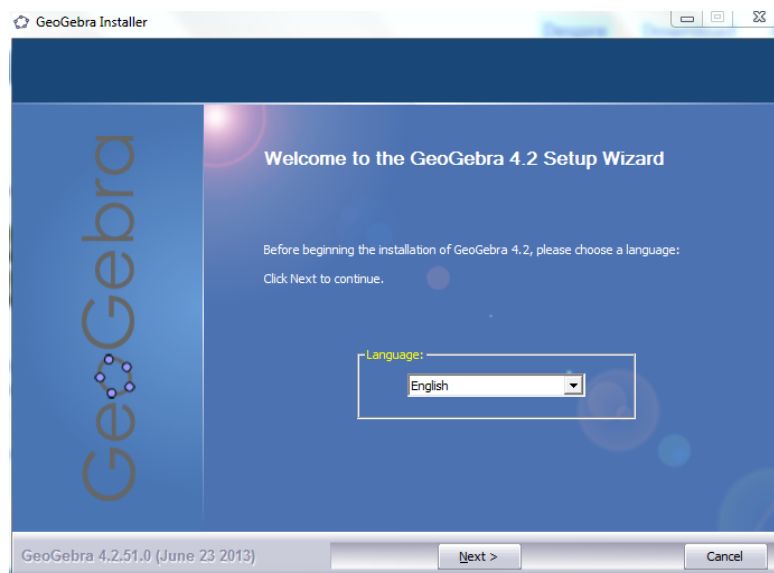 GeoGebra Installer
GeoGebra
Welcome to the GeoGebra 4.2 Setup Wizard
Before beginning the installation of GeoGebra 4.2, please choose a language:
Click Next to continue.
Language:
English
GeoGebra 4.2.51.0 (June 23 2013)
Next >
Cancel